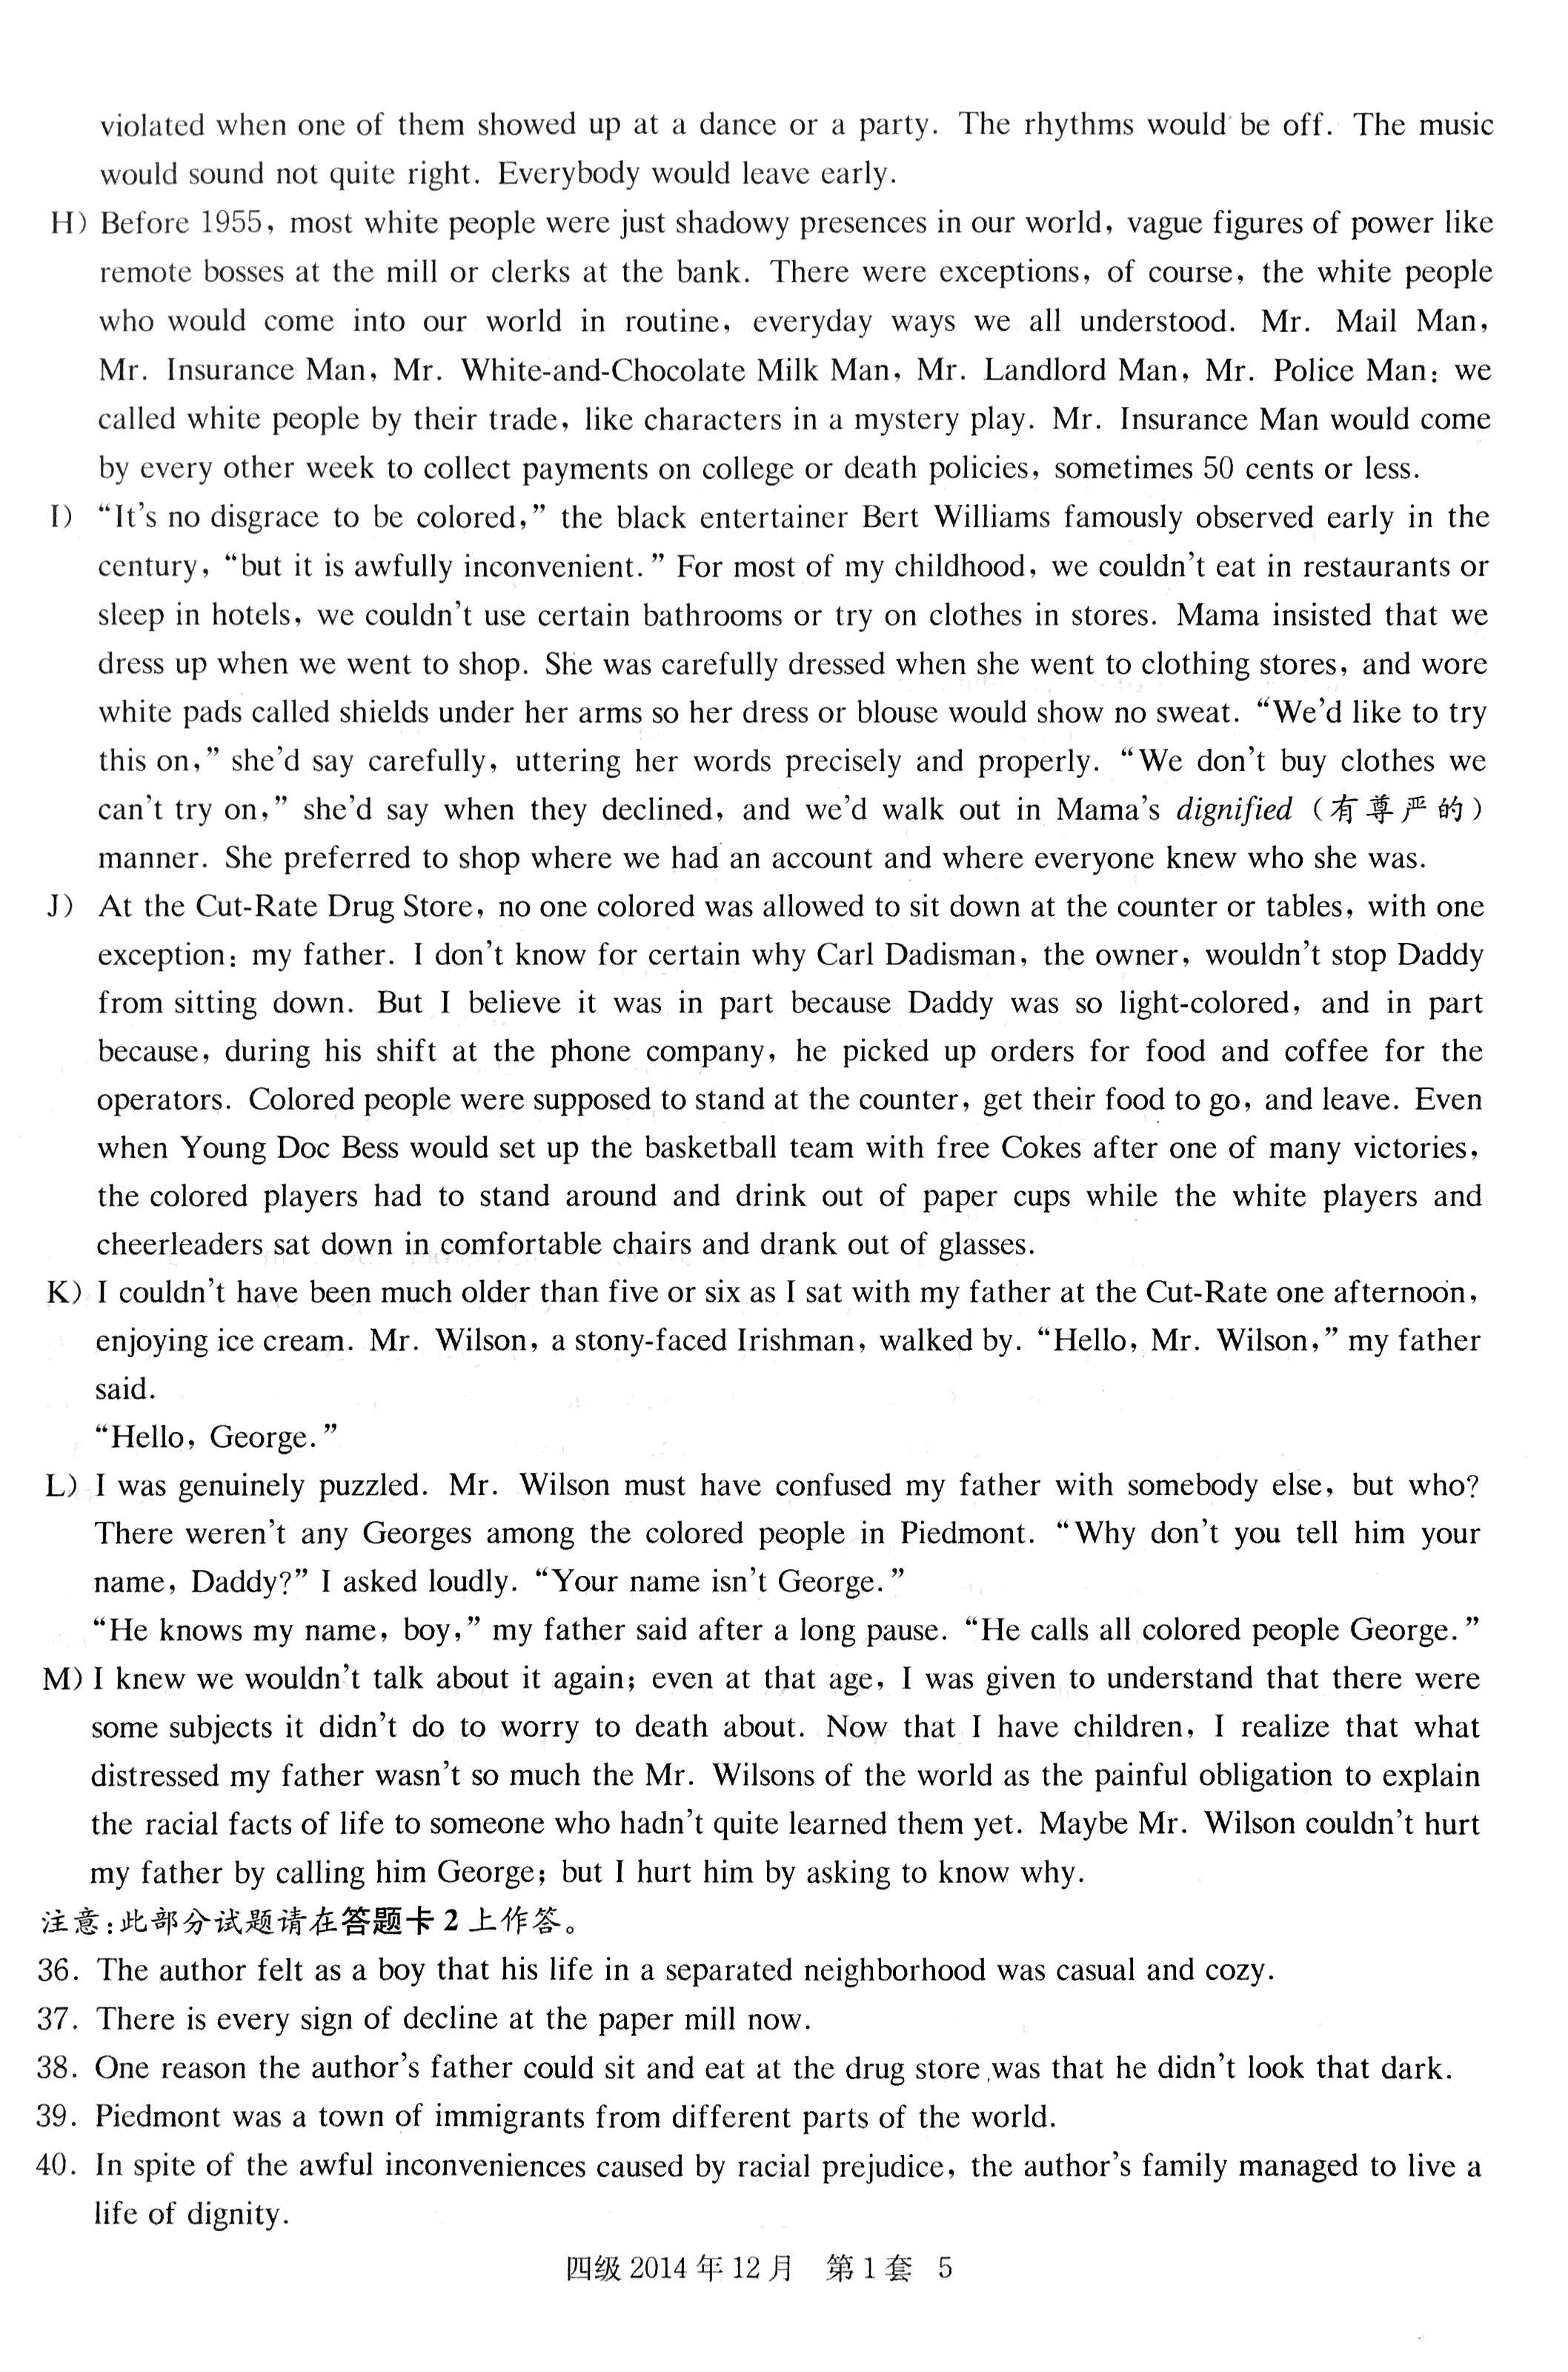 violated when one of them showed up at a dance or a party. The rhythms would be off. The music
would sound not quite right. Everybody would leave early.
H) Before 1955, most white people were just shadowy presences in our world, vague figures of power like
remote bosses at the mill or clerks at the bank. There were exceptions, of course, the white people
who would come into our world in routine, everyday ways we all understood. Mr. Mail Man,
Mr. Insurance Man, Mr. White-and-Chocolate Milk Man, Mr. Landlord Man, Mr. Police Man: we
called white people by their trade, like characters in a mystery play. Mr. Insurance Man would come
by every other week to collect payments on college or death policies, sometimes 50 cents or less.
I) “It's no disgrace to be colored,” the black entertainer Bert Williams famously observed early in the
century, “but it is awfully inconvenient.” For most of my childhood, we couldn't eat in restaurants or
sleep in hotels, we couldn't use certain bathrooms or try on clothes in stores. Mama insisted that we
dress up when we went to shop. She was carefully dressed when she went to clothing stores, and wore
white pads called shields under her arms so her dress or blouse would show no sweat. “We'd like to try
this on,” she'd say carefully, uttering her words precisely and properly. “We don't buy clothes we
can't try on,” she'd say when they declined, and we'd walk out in Mama's dignified (有尊严的)
manner. She preferred to shop where we had an account and where everyone knew who she was.
J) At the Cut-Rate Drug Store, no one colored was allowed to sit down at the counter or tables, with one
exception: my father. I don't know for certain why Carl Dadisman, the owner, wouldn't stop Daddy
from sitting down. But I believe it was in part because Daddy was so light-colored, and in part
because, during his shift at the phone company, he picked up orders for food and coffee for the
operators. Colored people were supposed to stand at the counter, get their food to go, and leave. Even
when Young Doc Bess would set up the basketball team with free Cokes after one of many victories,
the colored players had to stand around and drink out of paper cups while the white players and
cheerleaders sat down in comfortable chairs and drank out of glasses.
K) I couldn't have been much older than five or six as I sat with my father at the Cut-Rate one afternoon,
enjoying ice cream. Mr. Wilson, a stony-faced Irishman, walked by. “Hello, Mr. Wilson,” my father
said.
“Hello, George.”
L) I was genuinely puzzled. Mr. Wilson must have confused my father with somebody else, but who?
There weren't any Georges among the colored people in Piedmont. “Why don't you tell him your
name, Daddy?” I asked loudly. “Your name isn't George.”
“He knows my name, boy,” my father said after a long pause. “He calls all colored people George.”
M) I knew we wouldn't talk about it again; even at that age, I was given to understand that there were
some subjects it didn't do to worry to death about. Now that I have children, I realize that what
distressed my father wasn't so much the Mr. Wilsons of the world as the painful obligation to explain
the racial facts of life to someone who hadn't quite learned them yet. Maybe Mr. Wilson couldn't hurt
my father by calling him George; but I hurt him by asking to know why.
注意:此部分试题请在答题卡 2 上作答。
36. The author felt as a boy that his life in a separated neighborhood was casual and cozy.
37. There is every sign of decline at the paper mill now.
38. One reason the author's father could sit and eat at the drug store was that he didn't look that dark.
39. Piedmont was a town of immigrants from different parts of the world.
40. In spite of the awful inconveniences caused by racial prejudice, the author's family managed to live a
life of dignity.
四级 2014 年 12 月 第 1 套 5